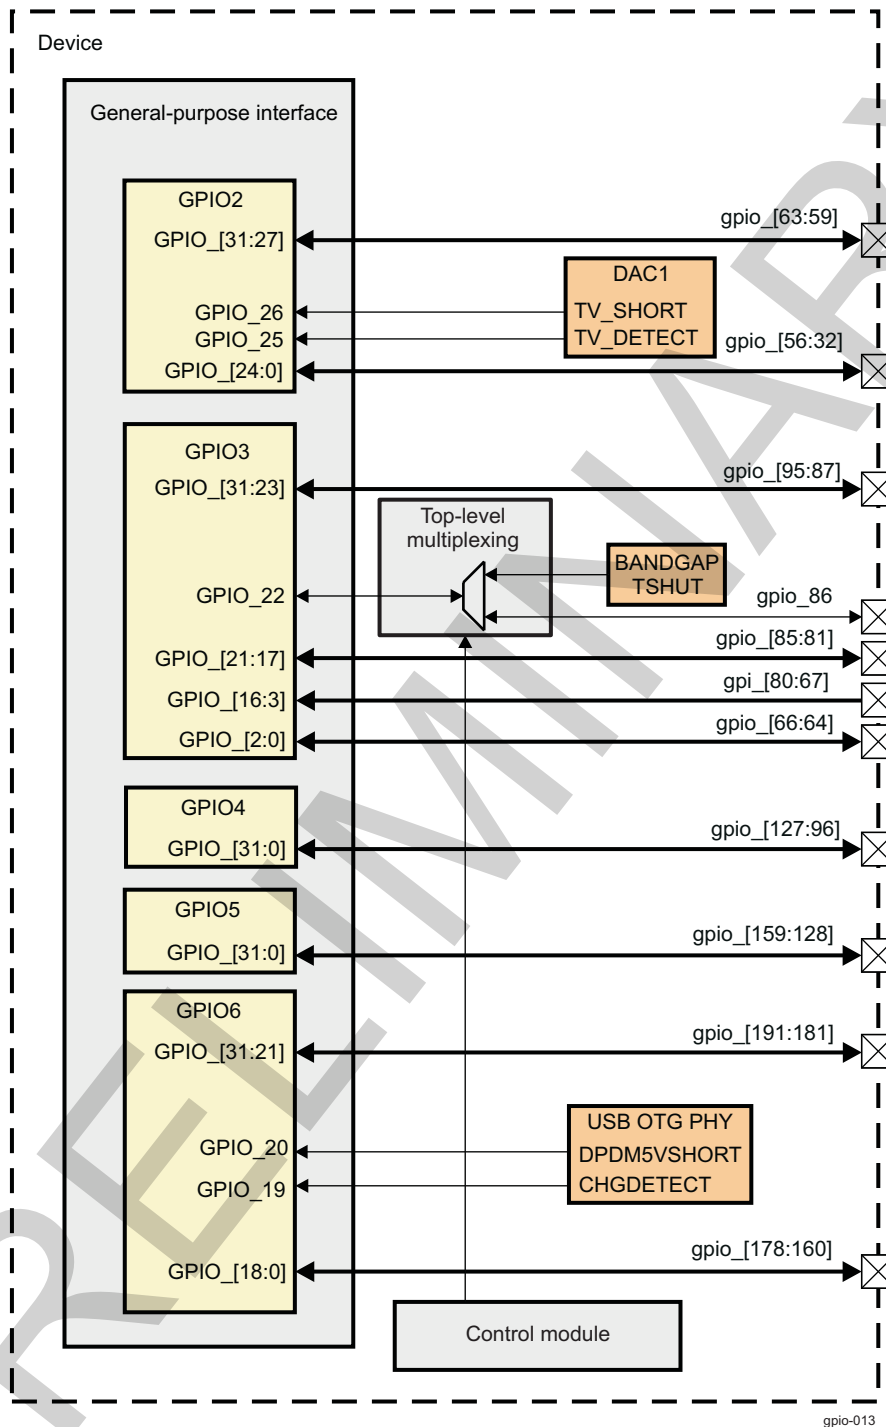 Device
General-purpose interface
GPIO2
gpio_[63:59]
GPIO_[31:27]
DAC1
GPIO_26
TV_SHORT
GPIO_25
TV_DETECT
gpio_[56:32]
GPIO_[24:0]
GPIO3
gpio_[95:87]
GPIO_[31:23]
Top-level
multiplexing
BANDGAP
TSHUT
GPIO_22
gpio_86
gpio_[85:81]
GPIO_[21:17]
gpi_[80:67]
GPIO_[16:3]
gpio_[66:64]
GPIO_[2:0]
GPIO4
gpio_[127:96]
GPIO_[31:0]
GPIO5
gpio_[159:128]
GPIO_[31:0]
GPIO6
gpio_[191:181]
GPIO_[31:21]
USB OTG PHY
GPIO_20
DPDM5VSHORT
GPIO_19
CHGDETECT
gpio_[178:160]
GPIO_[18:0]
Control module
gpio-013
PRELIMINARY